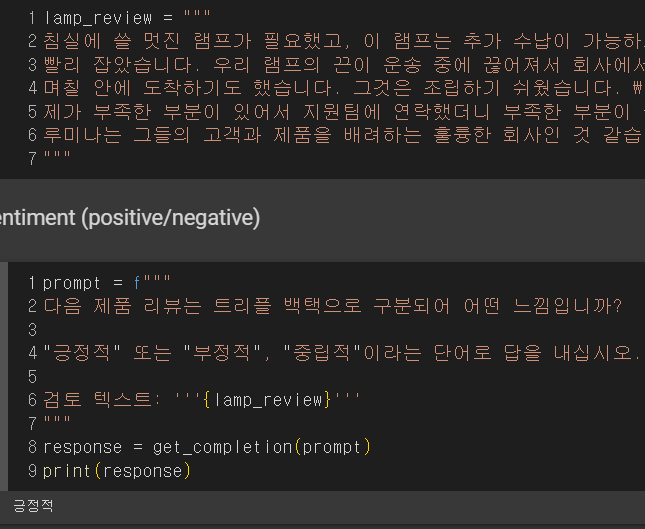 1 lamp_review = """
2 침실에 쓸 멋진 램프가 필요했고, 이 램프는 추가 수납이 가능하
3 빨리 잡았습니다. 우리 램프의 끈이 운송 중에 끊어져서 회사에서
4 며칠 안에 도착하기도 했습니다. 그것은 조립하기 쉬웠습니다. ₩
5 제가 부족한 부분이 있어서 지원팀에 연락했더니 부족한 부분이
6 루미나는 그들의 고객과 제품을 배려하는 훌륭한 회사인 것 같습
7 """
entiment (positive/negative)
1 prompt = f"""
2 다음 제품 리뷰는 트리플 백택으로 구분되어 어떤 느낌입니까?
3
4 "긍정적" 또는 "부정적", "중립적"이라는 단어로 답을 내십시오.
5
6 검토 텍스트: '''{lamp_review}'''
7 """
8 response = get_completion(prompt)
9 print(response)
긍정적